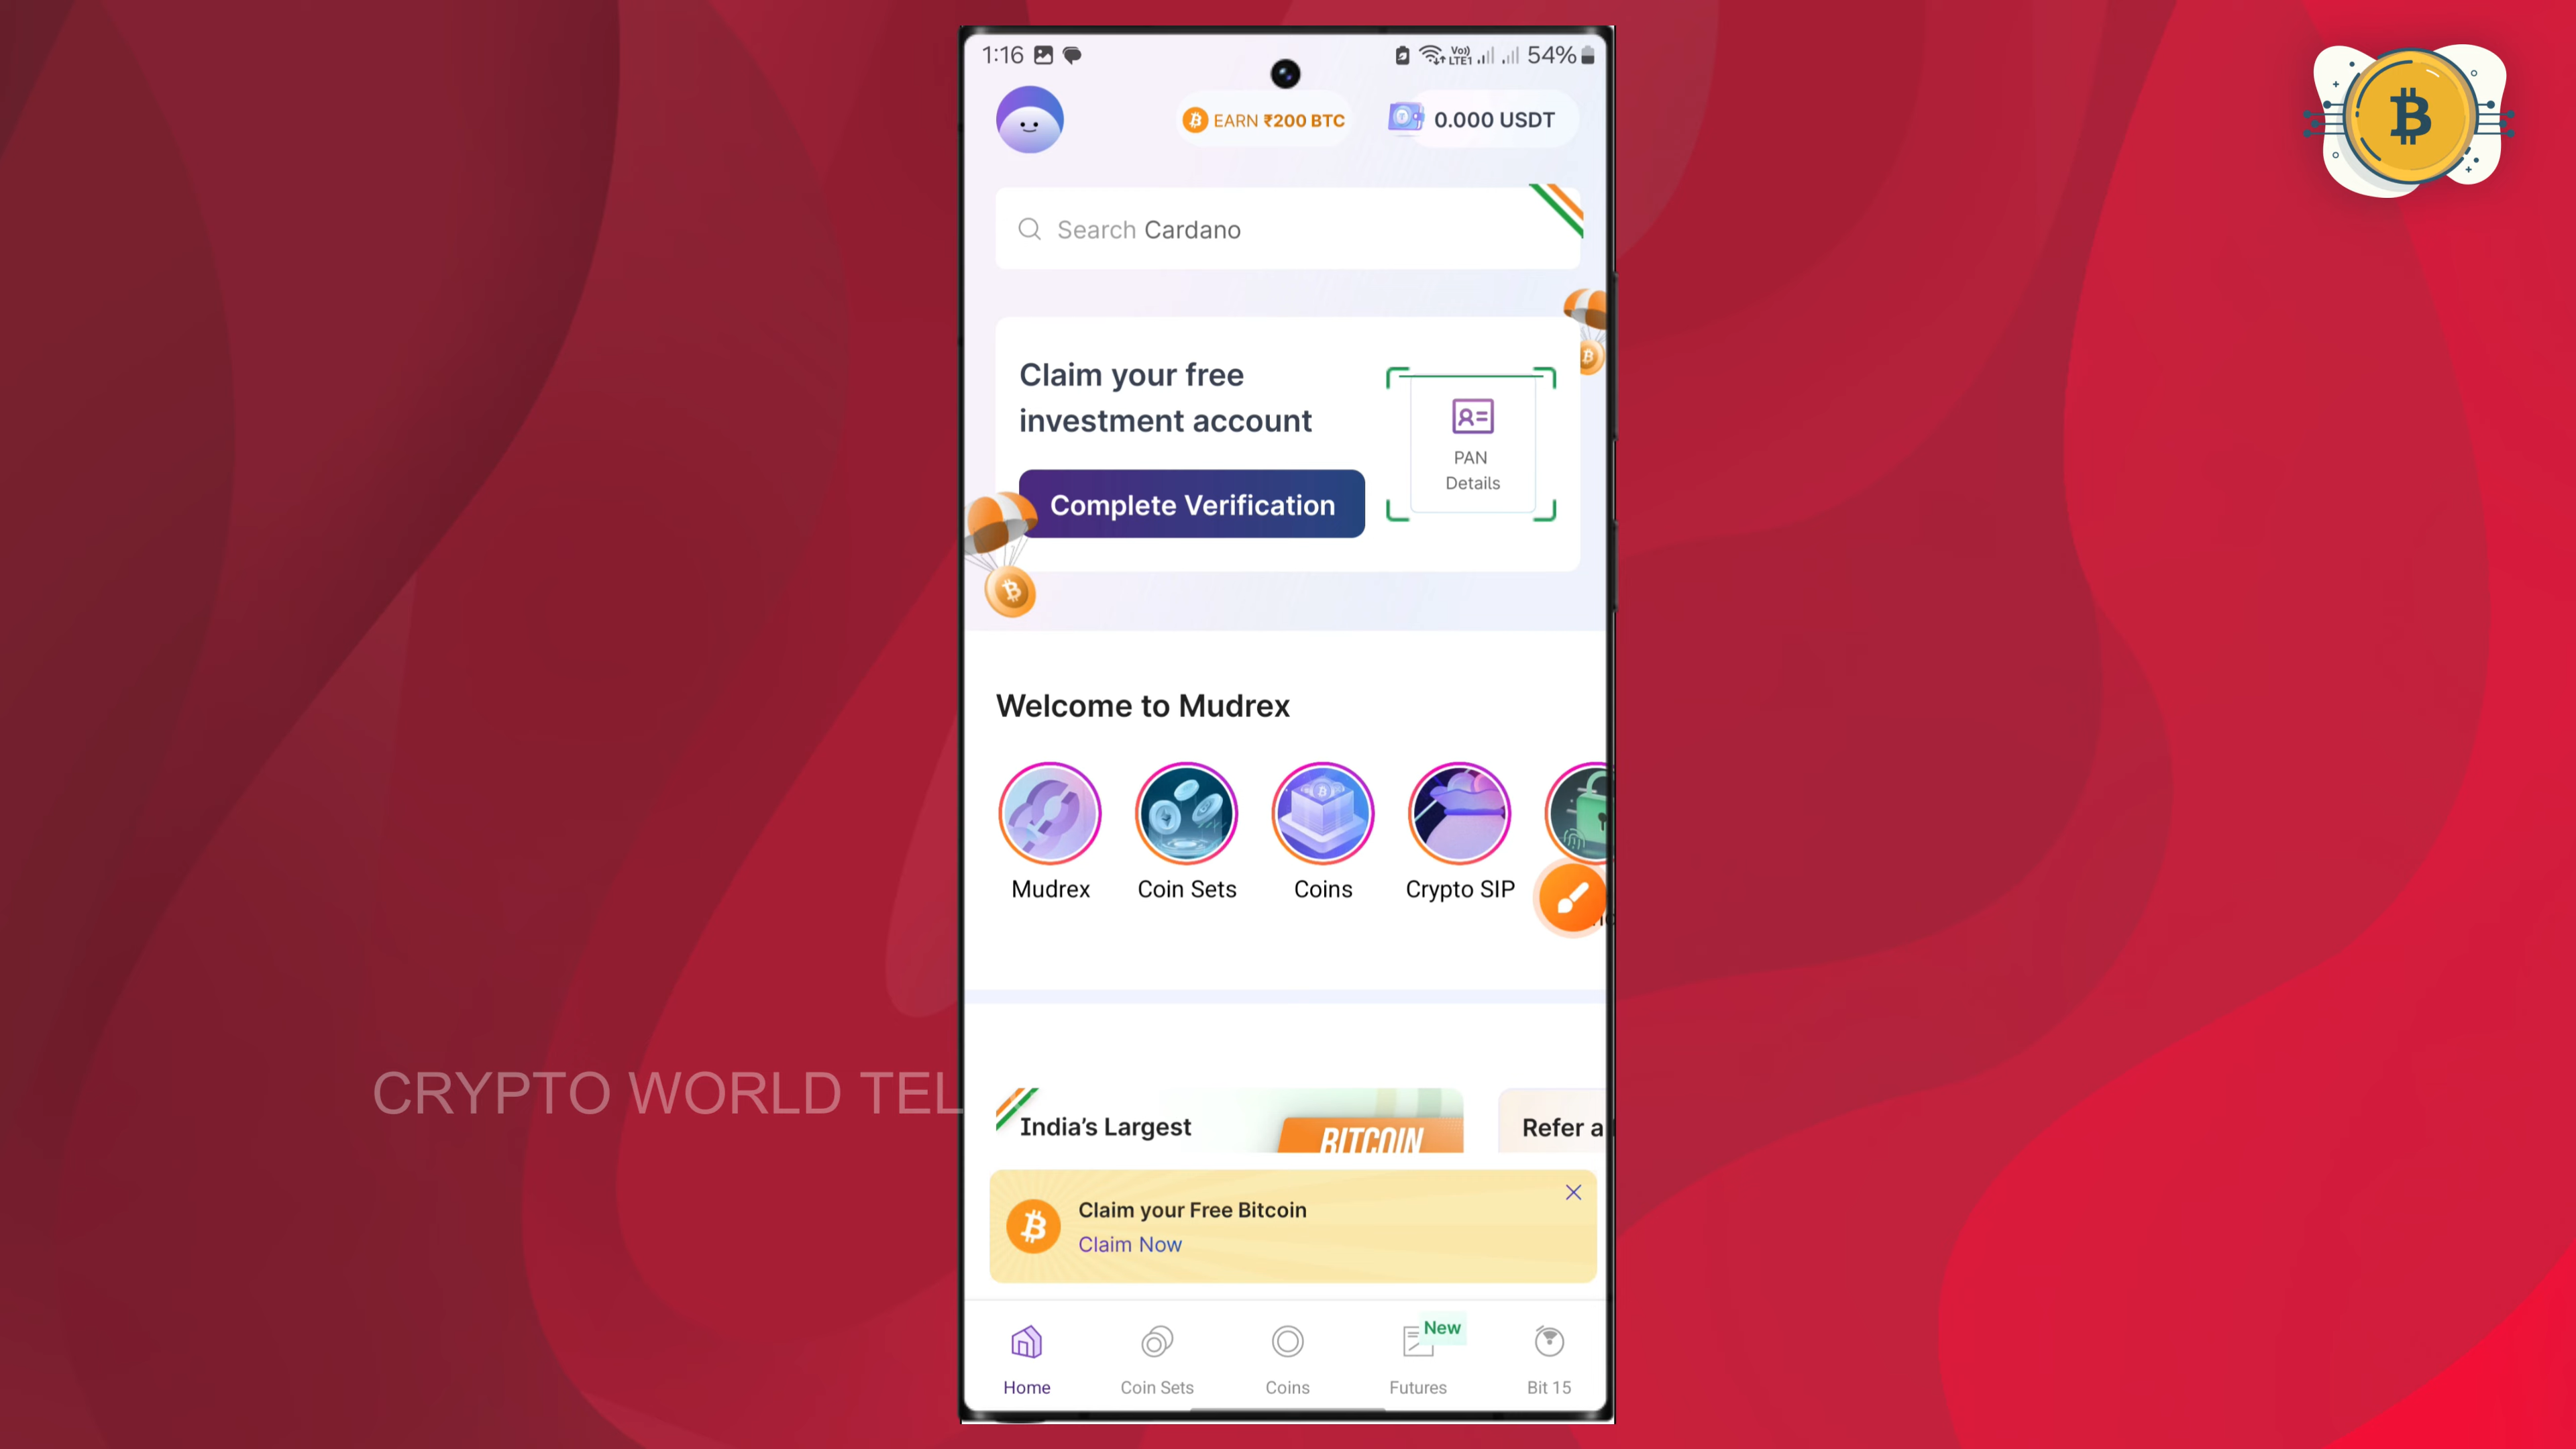 1:16
Vo))
LTE1
54%
EARN ₹200 BTC
0.000 USDT
Search Cardano
Claim your free
investment account
Complete Verification
PAN
Details
Welcome to Mudrex
Mudrex
Coin Sets
Coins
Crypto SIP
CRYPTO WORLD TEL
India's Largest
BITCOIN
Refer a
Claim your Free Bitcoin
Claim Now
New
Home
Coin Sets
Coins
Futures
Bit 15